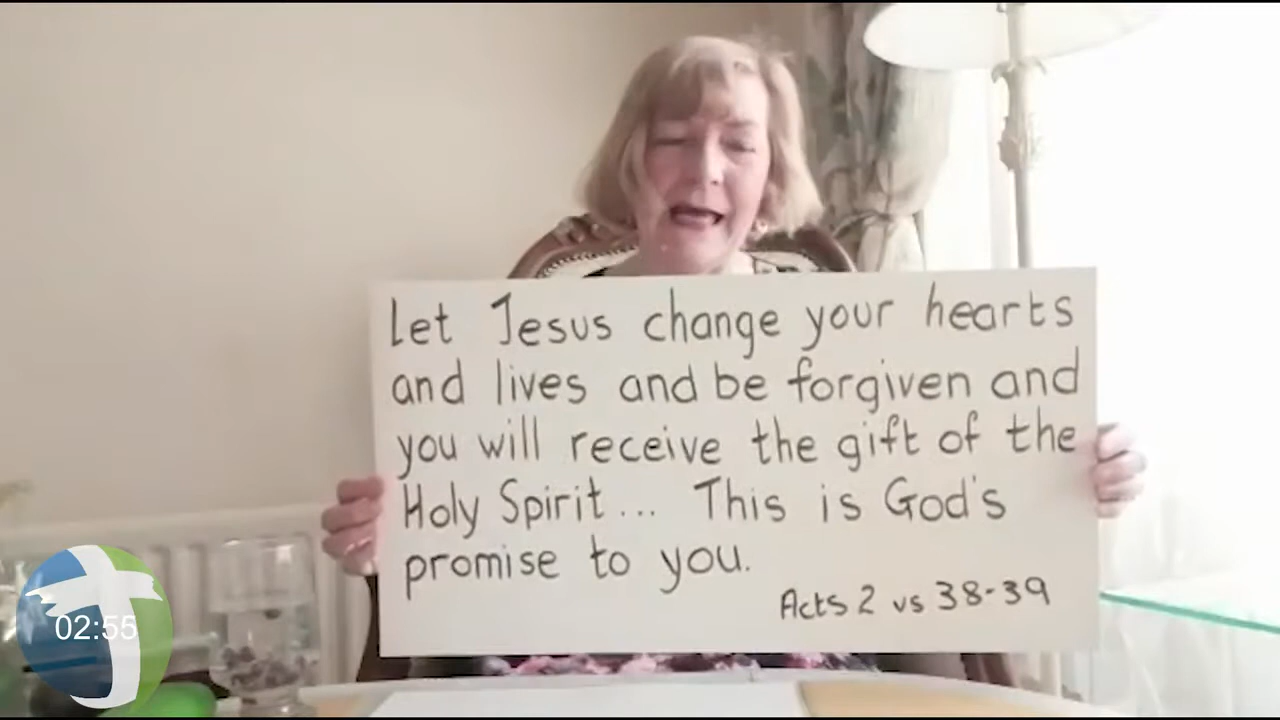 Let Jesus change your hearts
and lives and be forgiven and
you will receive the gift of the
Holy Spirit... This is God's
promise to you.
Acts 2 vs 38-39
02:55